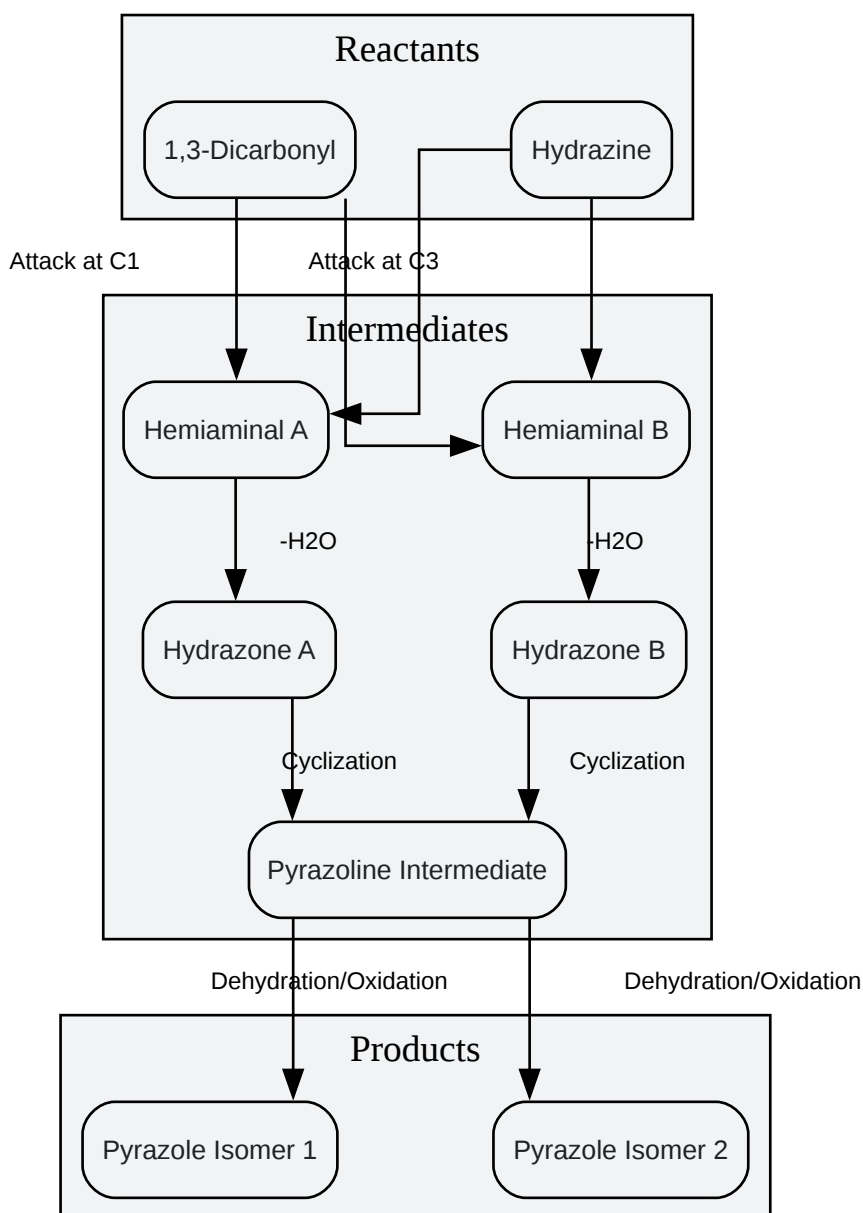 Reactants
1,3-Dicarbonyl
Hydrazine
Attack at C1
Attack at C3
Intermediates
Hemiaminal A
Hemiaminal B
-H2O
-H2O
Hydrazone A
Hydrazone B
Cyclization
Cyclization
Pyrazoline Intermediate
Dehydration/Oxidation
Dehydration/Oxidation
Products
Pyrazole Isomer 1
Pyrazole Isomer 2